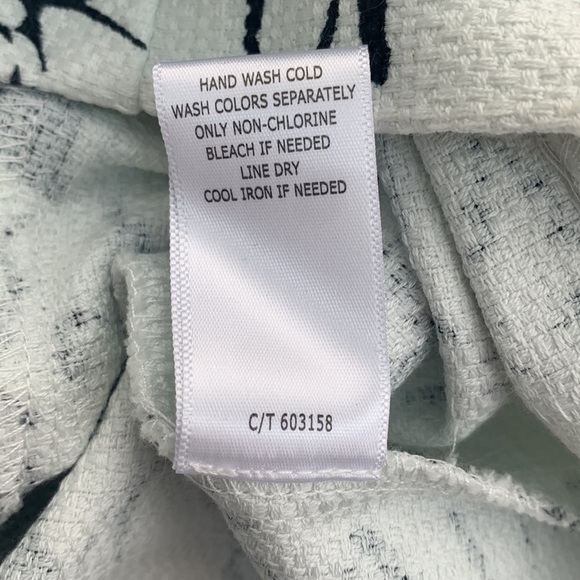 HAND WASH COLD
WASH COLORS SEPARATELY
ONLY NON-CHLORINE
BLEACH IF NEEDED
LINE DRY
COOL IRON IF NEEDED
C/T 603158